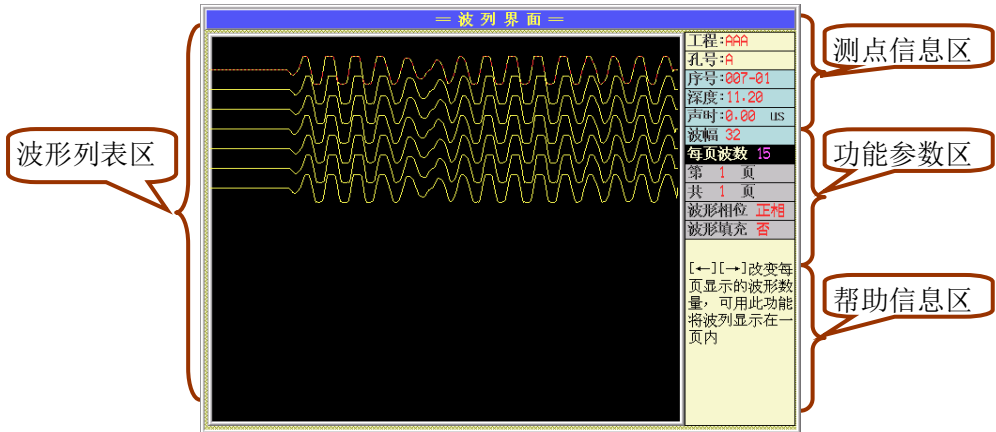 ═ 波 列 界 面 ═
工程:AAA
孔号:A
序号:007-01
深度:11.20
声时:0.00 us
波幅 32
每页波数 15
第 1 页
共 1 页
波形相位 正相
波形填充 否
[←][→]改变每
页显示的波形数
量，可用此功能
将波列显示在一
页内
波形列表区
测点信息区
功能参数区
帮助信息区